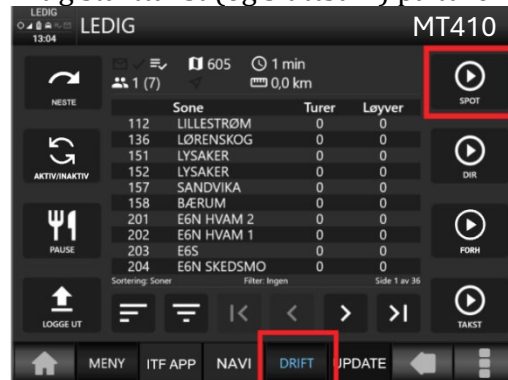 LEDIG
13:04
LEDIG
MT410
1 (7)
605
1 min
0,0 km
NESTE
AKTIV/INAKTIV
PAUSE
LOGGE UT
Sone Turer Løyver
112 LILLESTRØM 0 0
136 LØRENSKOG 0 0
151 LYSAKER 0 0
152 LYSAKER 0 0
157 SANDVIKA 0 0
158 BÆRUM 0 0
201 E6N HVAM 2 0 0
202 E6N HVAM 1 0 0
203 E6S 0 0
204 E6N SKEDSMO 0 0
Sortering: Soner Filter: Ingen Side 1 av 36
SPOT
DIR
FORH
TAKST
MENY ITF APP NAVI DRIFT UPDATE